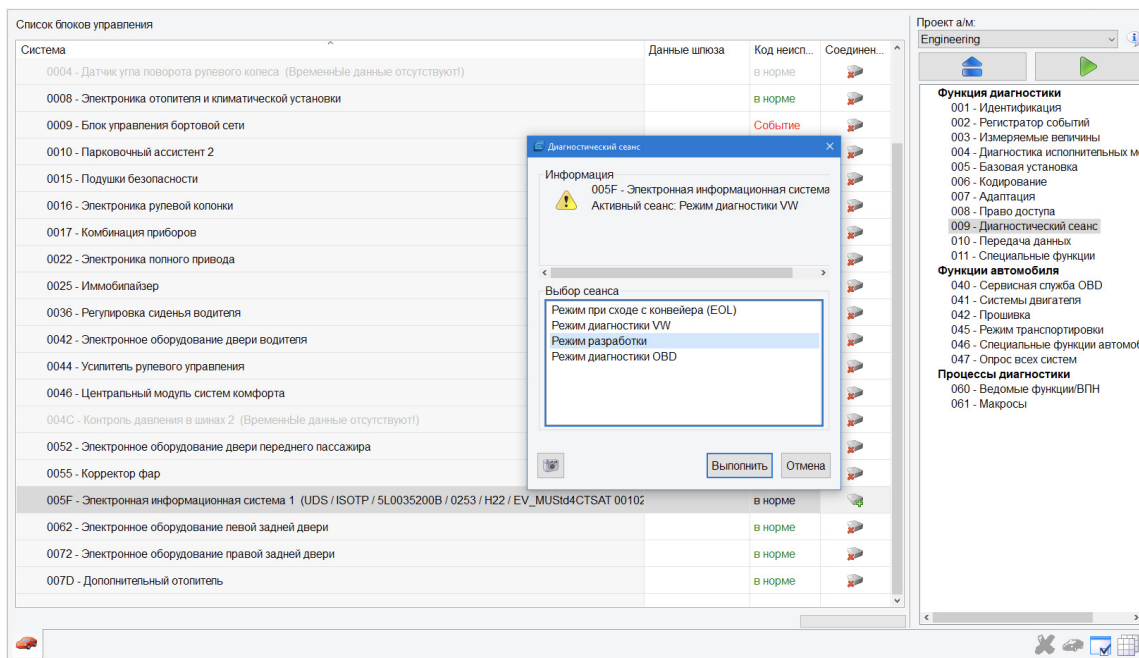 Список блоков управления
Система	Данные шлюза	Код неисп...	Соединен...
0004 - Датчик угла поворота рулевого колеса (ВременнЫе данные отсутствуют!)	в норме
0008 - Электроника отопителя и климатической установки	в норме
0009 - Блок управления бортовой сети	Событие
0010 - Парковочный ассистент 2
0015 - Подушки безопасности
0016 - Электроника рулевой колонки
0017 - Комбинация приборов
0022 - Электроника полного привода
0025 - Иммобилайзер
0036 - Регулировка сиденья водителя
0042 - Электронное оборудование двери водителя
0044 - Усилитель рулевого управления
0046 - Центральный модуль систем комфорта
004C - Контроль давления в шинах 2 (ВременнЫе данные отсутствуют!)
0052 - Электронное оборудование двери переднего пассажира
0055 - Корректор фар
005F - Электронная информационная система 1 (UDS / ISOTP / 5L0035200B / 0253 / H22 / EV_MUStd4CTSAT 00102	в норме
0062 - Электронное оборудование левой задней двери	в норме
0072 - Электронное оборудование правой задней двери	в норме
007D - Дополнительный отопитель	в норме
Диагностический сеанс
Информация
005F - Электронная информационная система
Активный сеанс: Режим диагностики VW
Выбор сеанса
Режим при сходе с конвейера (EOL)
Режим диагностики VW
Режим разработки
Режим диагностики OBD
Выполнить	Отмена
Проект а/м:
Engineering
Функция диагностики
001 - Идентификация
002 - Регистратор событий
003 - Измеряемые величины
004 - Диагностика исполнительных м
005 - Базовая установка
006 - Кодирование
007 - Адаптация
008 - Право доступа
009 - Диагностический сеанс
010 - Передача данных
011 - Специальные функции
Функции автомобиля
040 - Сервисная служба OBD
041 - Системы двигателя
042 - Прошивка
045 - Режим транспортировки
046 - Специальные функции автомоб
047 - Опрос всех систем
Процессы диагностики
060 - Ведомые функции/ВПН
061 - Макросы